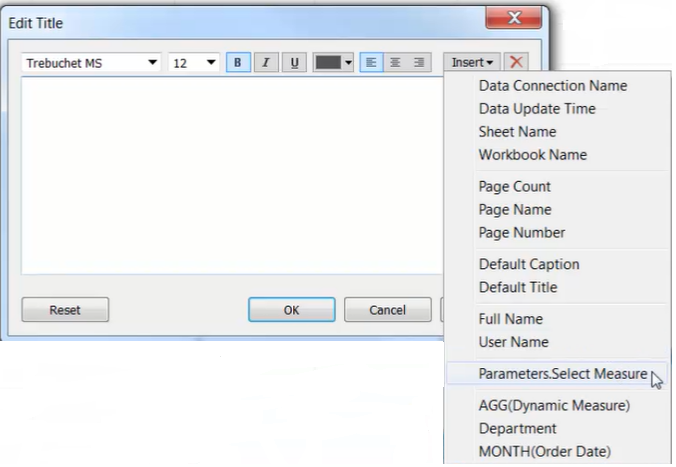 Edit Title
Trebuchet MS 12 B I U Insert
Data Connection Name
Data Update Time
Sheet Name
Workbook Name
Page Count
Page Name
Page Number
Default Caption
Default Title
Reset OK Cancel
Full Name
User Name
Parameters.Select Measure
AGG(Dynamic Measure)
Department
MONTH(Order Date)